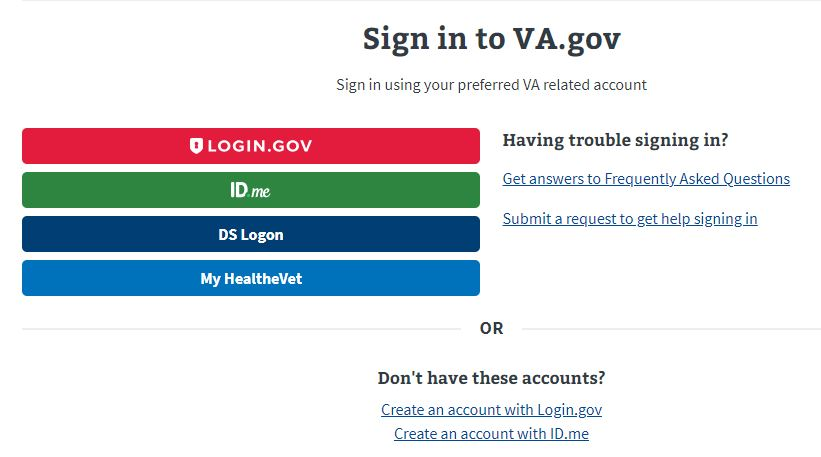 Sign in to VA.gov
Sign in using your preferred VA related account
LOGIN.GOV
ID.me
DS Logon
My HealtheVet
Having trouble signing in?
Get answers to Frequently Asked Questions
Submit a request to get help signing in
OR
Don't have these accounts?
Create an account with Login.gov
Create an account with ID.me